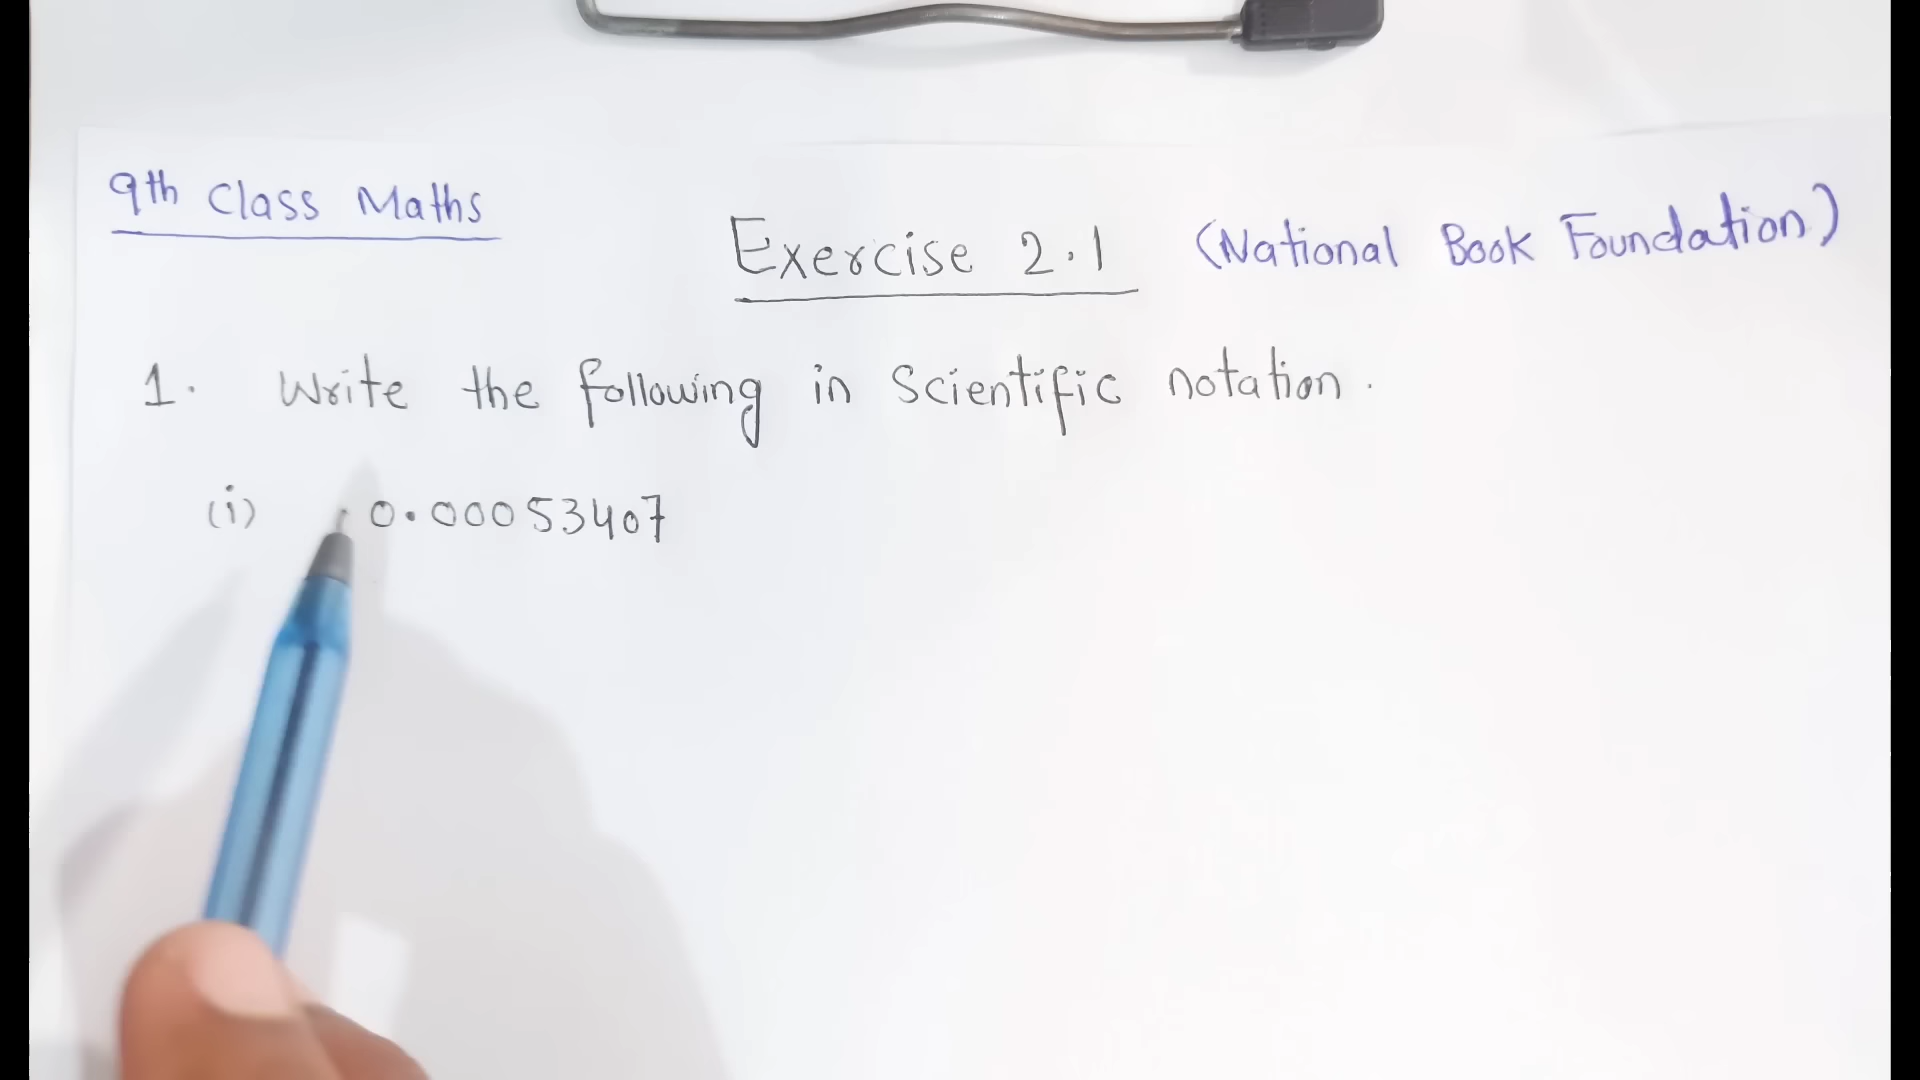 9th Class Maths
Exercise 2.1 (National Book Foundation)
1. Write the following in Scientific notation.
(i) 0.00053407